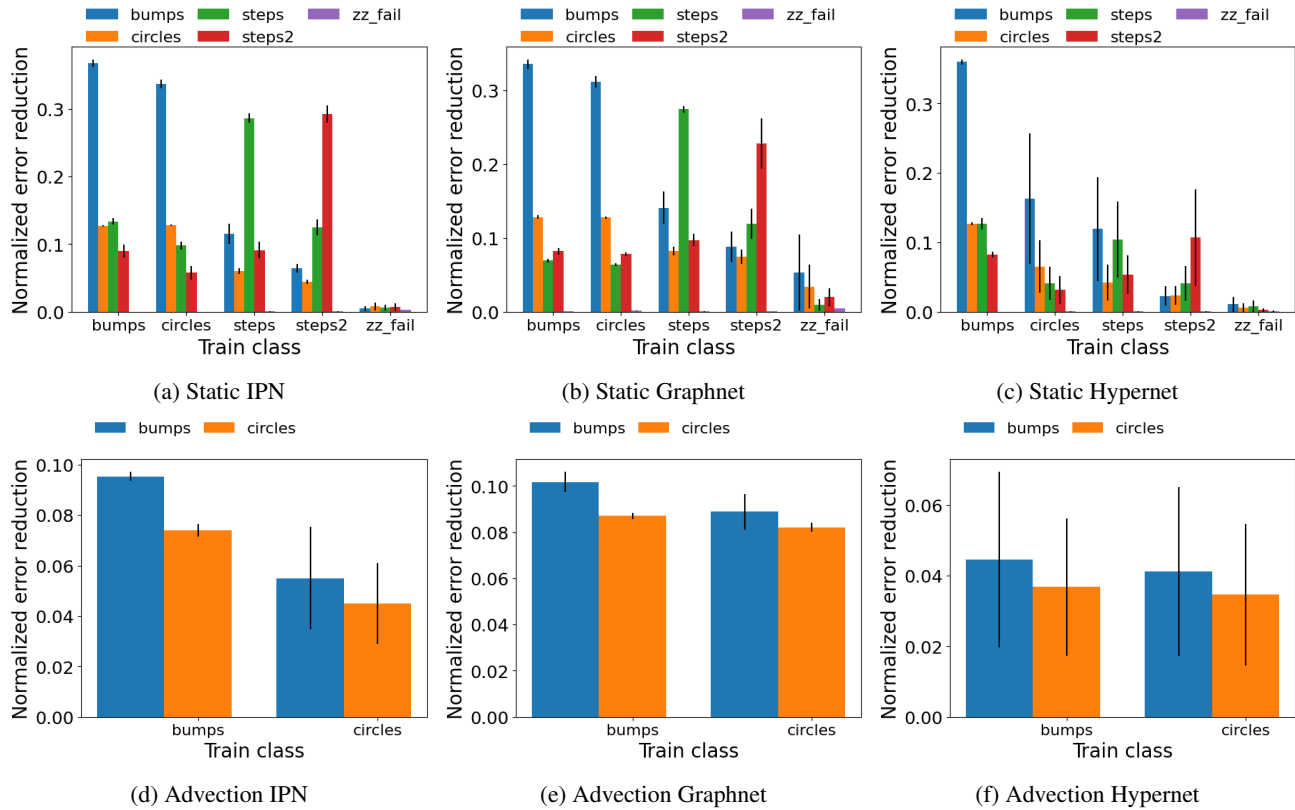 bumps steps zz_fail
circles steps2
Normalized error reduction
0.3
0.2
0.1
0.0
bumps circles steps steps2 zz_fail
Train class
(a) Static IPN
bumps steps zz_fail
circles steps2
Normalized error reduction
0.3
0.2
0.1
0.0
bumps circles steps steps2 zz_fail
Train class
(b) Static Graphnet
bumps steps zz_fail
circles steps2
Normalized error reduction
0.3
0.2
0.1
0.0
bumps circles steps steps2 zz_fail
Train class
(c) Static Hypernet
bumps circles
Normalized error reduction
0.10
0.08
0.06
0.04
0.02
0.00
bumps circles
Train class
(d) Advection IPN
bumps circles
Normalized error reduction
0.10
0.08
0.06
0.04
0.02
0.00
bumps circles
Train class
(e) Advection Graphnet
bumps circles
Normalized error reduction
0.06
0.04
0.02
0.00
bumps circles
Train class
(f) Advection Hypernet